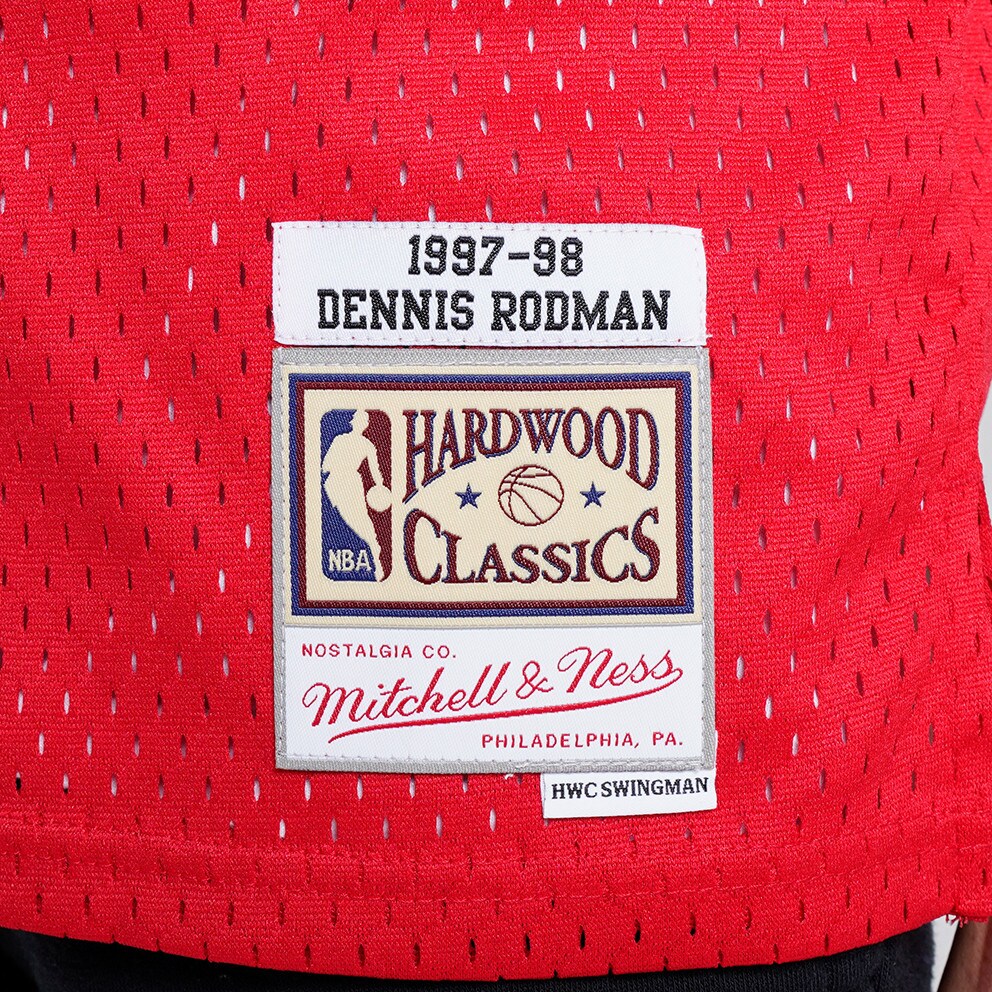 1997-98
DENNIS RODMAN
HARDWOOD
CLASSICS
NBA
NOSTALGIA CO.
Mitchell & Ness
PHILADELPHIA, PA.
HWC SWINGMAN